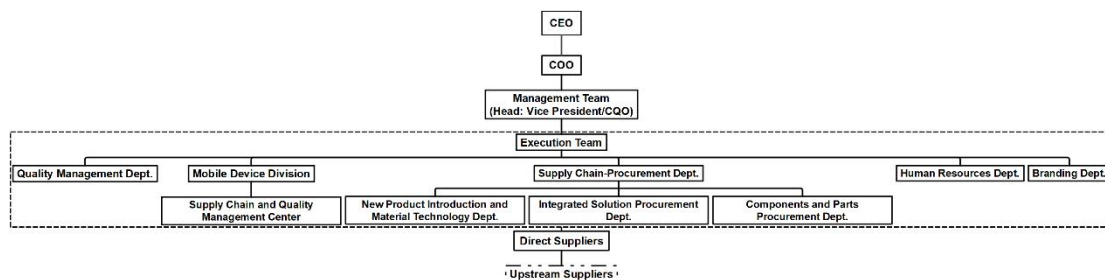 CEO
COO
Management Team
(Head: Vice President/CQO)
Execution Team
Quality Management Dept.
Mobile Device Division
Supply Chain-Procurement Dept.
Human Resources Dept.
Branding Dept.
Supply Chain and Quality
Management Center
New Product Introduction and
Material Technology Dept.
Integrated Solution Procurement
Dept.
Components and Parts
Procurement Dept.
Direct Suppliers
Upstream Suppliers